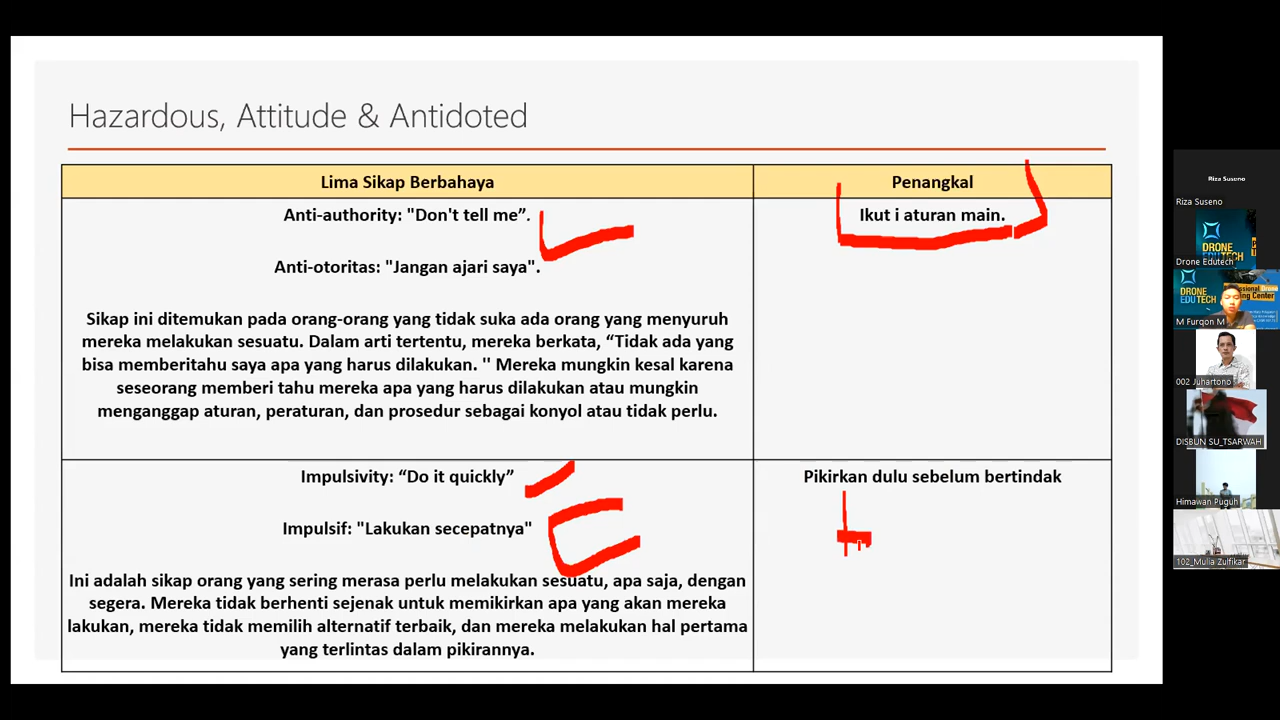 Hazardous, Attitude & Antidoted
Lima Sikap Berbahaya
Penangkal
Anti-authority: "Don't tell me”.
Anti-otoritas: "Jangan ajari saya".
Sikap ini ditemukan pada orang-orang yang tidak suka ada orang yang menyuruh
mereka melakukan sesuatu. Dalam arti tertentu, mereka berkata, “Tidak ada yang
bisa memberitahu saya apa yang harus dilakukan. '' Mereka mungkin kesal karena
seseorang memberi tahu mereka apa yang harus dilakukan atau mungkin
menganggap aturan, peraturan, dan prosedur sebagai konyol atau tidak perlu.
Ikut i aturan main.
Impulsivity: “Do it quickly”
Impulsif: "Lakukan secepatnya"
Ini adalah sikap orang yang sering merasa perlu melakukan sesuatu, apa saja, dengan
segera. Mereka tidak berhenti sejenak untuk memikirkan apa yang akan mereka
lakukan, mereka tidak memilih alternatif terbaik, dan mereka melakukan hal pertama
yang terlintas dalam pikirannya.
Pikirkan dulu sebelum bertindak
Riza Suseno
Riza Suseno
Drone Edutech
DRONE
EDUTECH
M Furqon M
002 Juhartono
DISBUN SU_TSARWAH
Himawan Puguh
102_Mulia Zulfikar